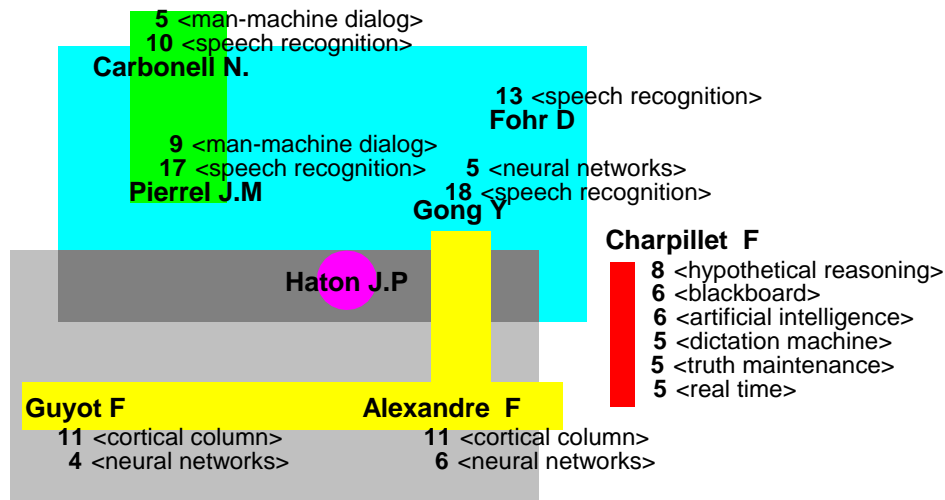 5 <man-machine dialog>
10 <speech recognition>
Carbonell N.
13 <speech recognition>
Fohr D
9 <man-machine dialog>
17 <speech recognition>
Pierrel J.M
5 <neural networks>
18 <speech recognition>
Gong Y
Charpillet F
8 <hypothetical reasoning>
6 <blackboard>
6 <artificial intelligence>
5 <dictation machine>
5 <truth maintenance>
5 <real time>
Haton J.P
Guyot F
11 <cortical column>
4 <neural networks>
Alexandre F
11 <cortical column>
6 <neural networks>